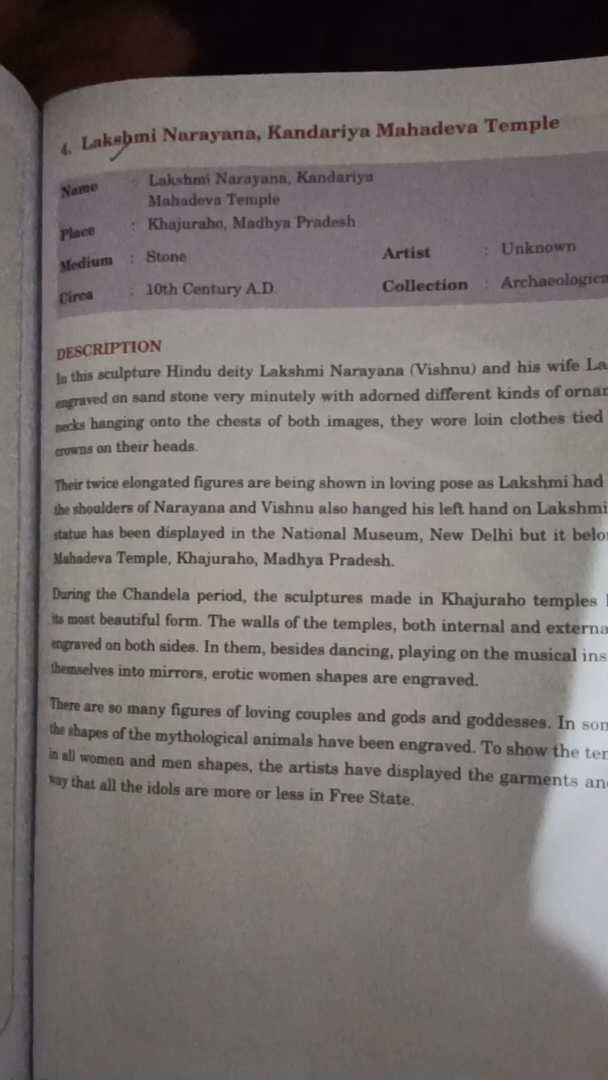 4. Lakshmi Narayana, Kandariya Mahadeva Temple
Name : Lakshmi Narayana, Kandariya
Mahadeva Temple
Place : Khajuraho, Madhya Pradesh
Medium : Stone Artist : Unknown
Circa : 10th Century A.D. Collection :
DESCRIPTION
In this sculpture Hindu deity Lakshmi Narayana (Vishnu) and his wife
engraved on sand stone very minutely with adorned different kinds of
necks hanging onto the chests of both images, they wore loin clothes tied
crowns on their heads.
Their twice elongated figures are being shown in loving pose as Lakshmi had
the shoulders of Narayana and Vishnu also hanged his left hand on Lakshmi
statue has been displayed in the National Museum, New Delhi but it
Mahadeva Temple, Khajuraho, Madhya Pradesh.
During the Chandela period, the sculptures made in Khajuraho temples
its most beautiful form. The walls of the temples, both internal and
engraved on both sides. In them, besides dancing, playing on the musical
themselves into mirrors, erotic women shapes are engraved.
There are so many figures of loving couples and gods and goddesses. In
the shapes of the mythological animals have been engraved. To show the
in all women and men shapes, the artists have displayed the garments
way that all the idols are more or less in Free State.